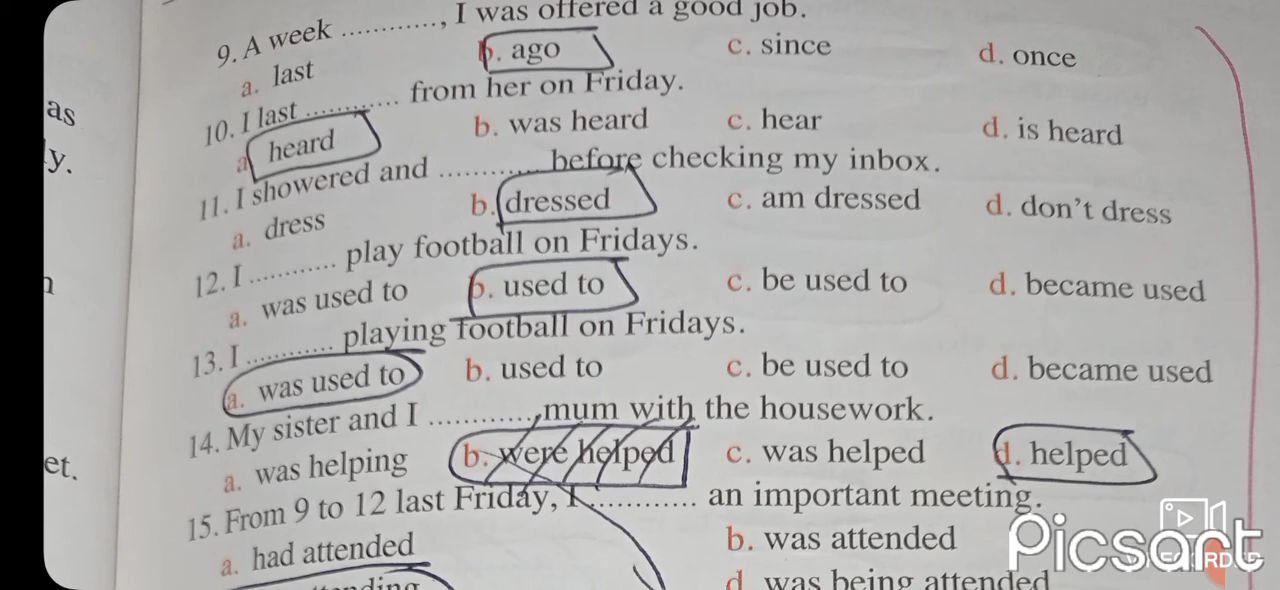 9. A week ............, I was offered a good job.
a. last b. ago c. since d. once
10. I last ............ from her on Friday.
a heard b. was heard c. hear d. is heard
11. I showered and ............ before checking my inbox.
a. dress b. dressed c. am dressed d. don't dress
12. I ............ play football on Fridays.
a. was used to b. used to c. be used to d. became used
13. I ............ playing football on Fridays.
a. was used to b. used to c. be used to d. became used
14. My sister and I ............ mum with the housework.
a. was helping b. were helped c. was helped d. helped
15. From 9 to 12 last Friday, I ............ an important meeting.
a. had attended b. was attended
d was being attended
as
y.
et.
Picsart